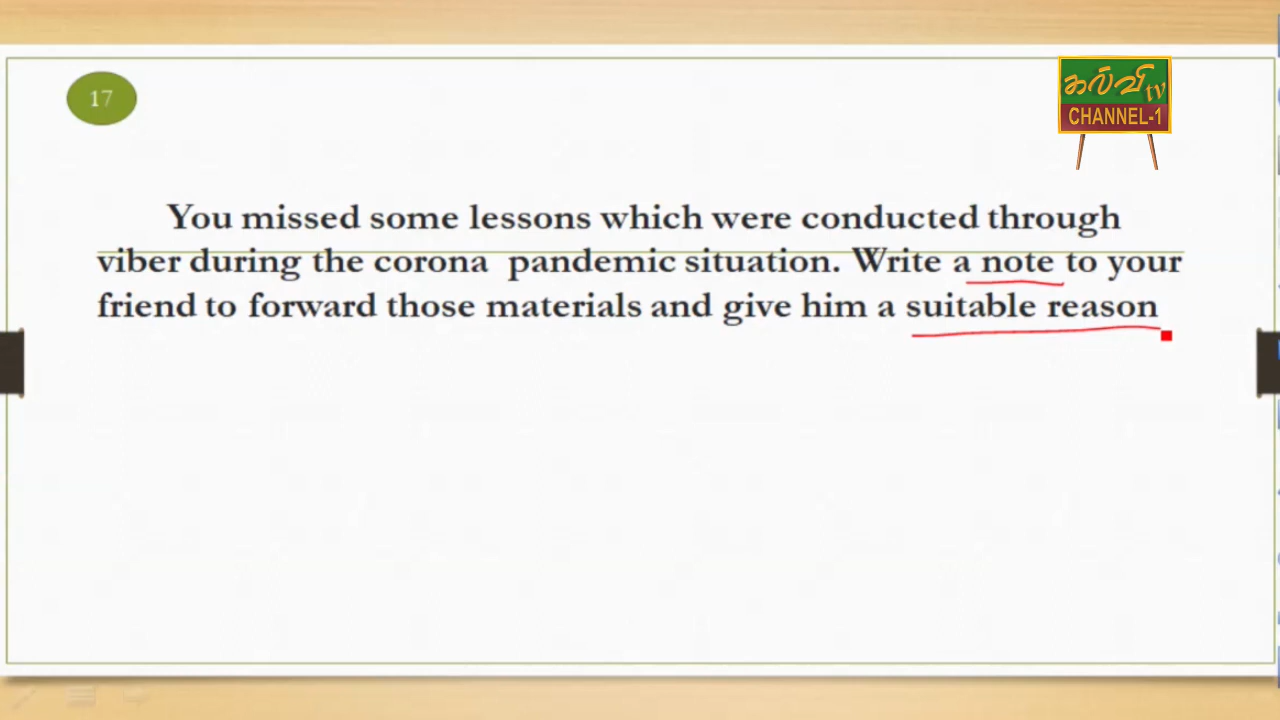 17
கல்வி tv
CHANNEL-1
You missed some lessons which were conducted through
viber during the corona pandemic situation. Write a note to your
friend to forward those materials and give him a suitable reason